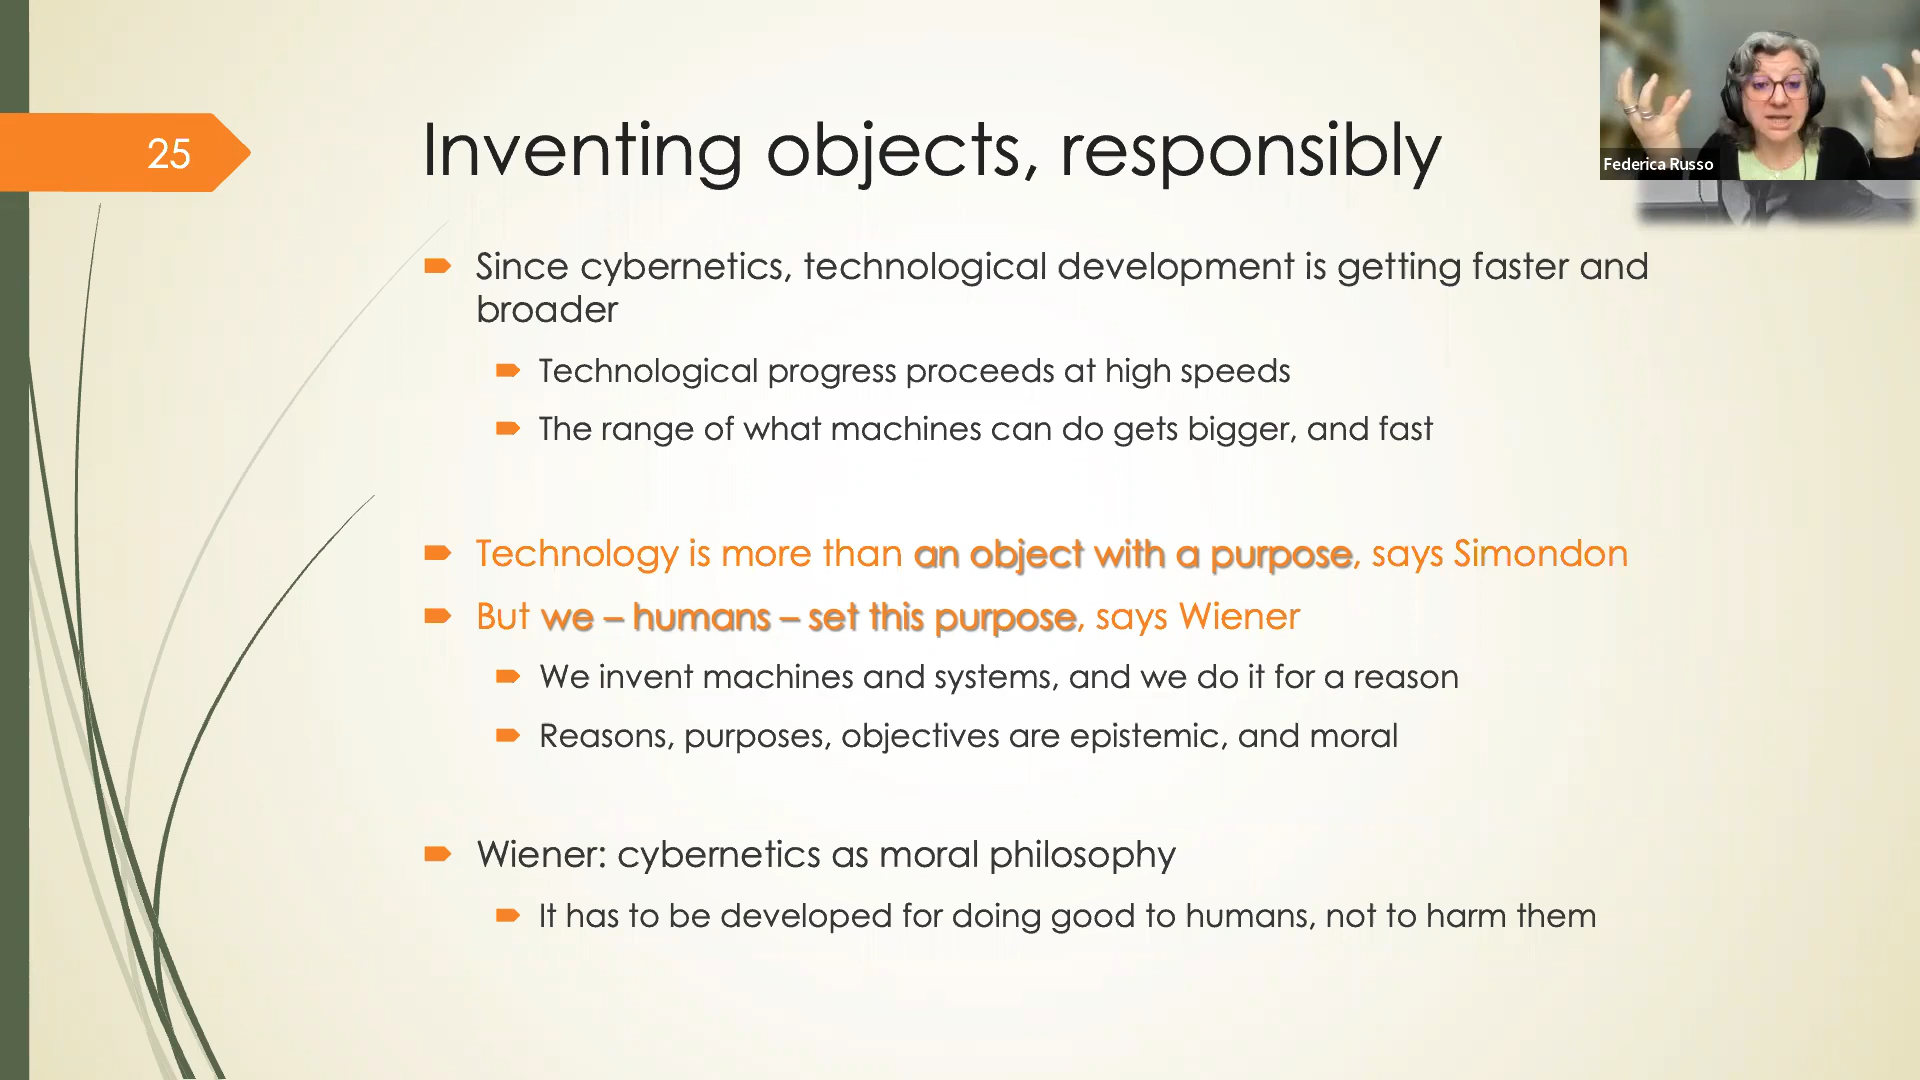 25
Inventing objects, responsibly
Federica Russo
Since cybernetics, technological development is getting faster and
broader
Technological progress proceeds at high speeds
The range of what machines can do gets bigger, and fast
Technology is more than an object with a purpose, says Simondon
But we – humans – set this purpose, says Wiener
We invent machines and systems, and we do it for a reason
Reasons, purposes, objectives are epistemic, and moral
Wiener: cybernetics as moral philosophy
It has to be developed for doing good to humans, not to harm them